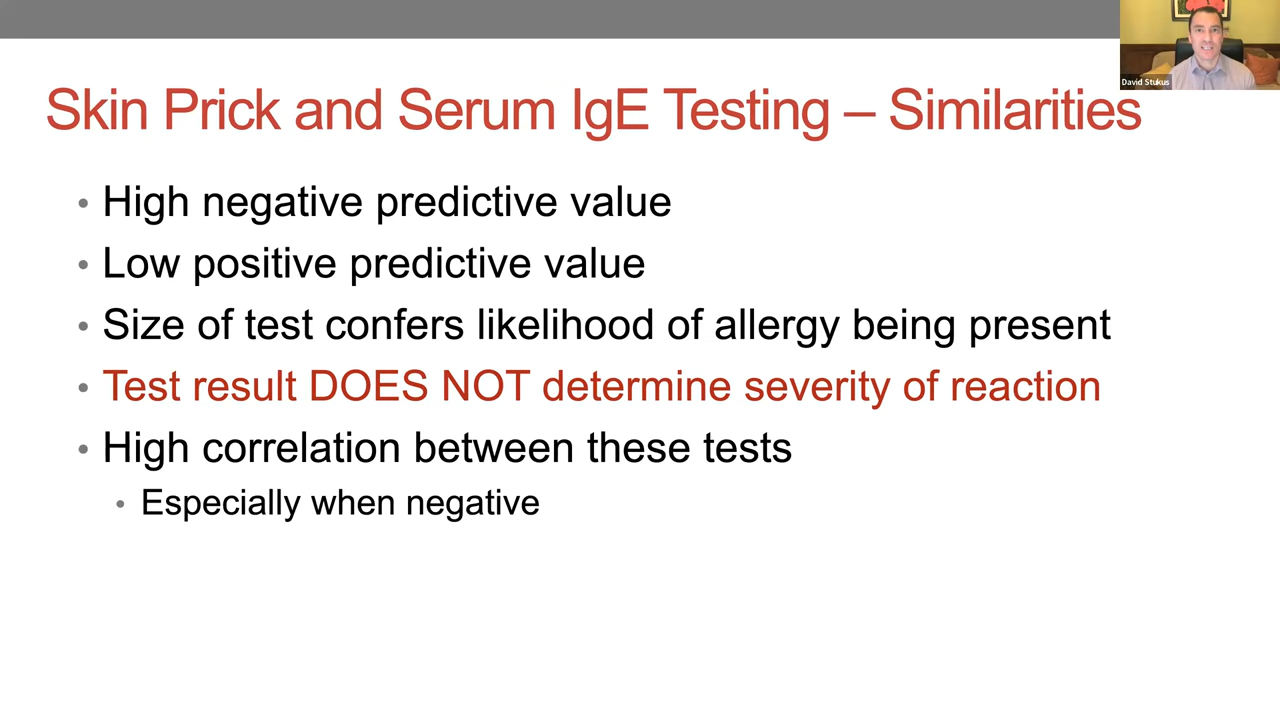 David Stukus
Skin Prick and Serum IgE Testing – Similarities
• High negative predictive value
• Low positive predictive value
• Size of test confers likelihood of allergy being present
• Test result DOES NOT determine severity of reaction
• High correlation between these tests
• Especially when negative